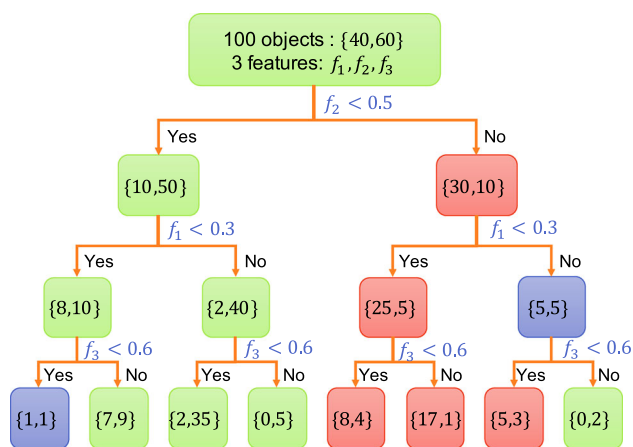 100 objects : {40,60}
3 features: f₁, f₂, f₃
f₂ < 0.5
Yes
No
{10,50}
{30,10}
f₁ < 0.3
f₁ < 0.3
Yes
No
Yes
No
{8,10}
{2,40}
{25,5}
{5,5}
f₃ < 0.6
f₃ < 0.6
f₃ < 0.6
f₃ < 0.6
Yes
No
Yes
No
Yes
No
Yes
No
{1,1}
{7,9}
{2,35}
{0,5}
{8,4}
{17,1}
{5,3}
{0,2}